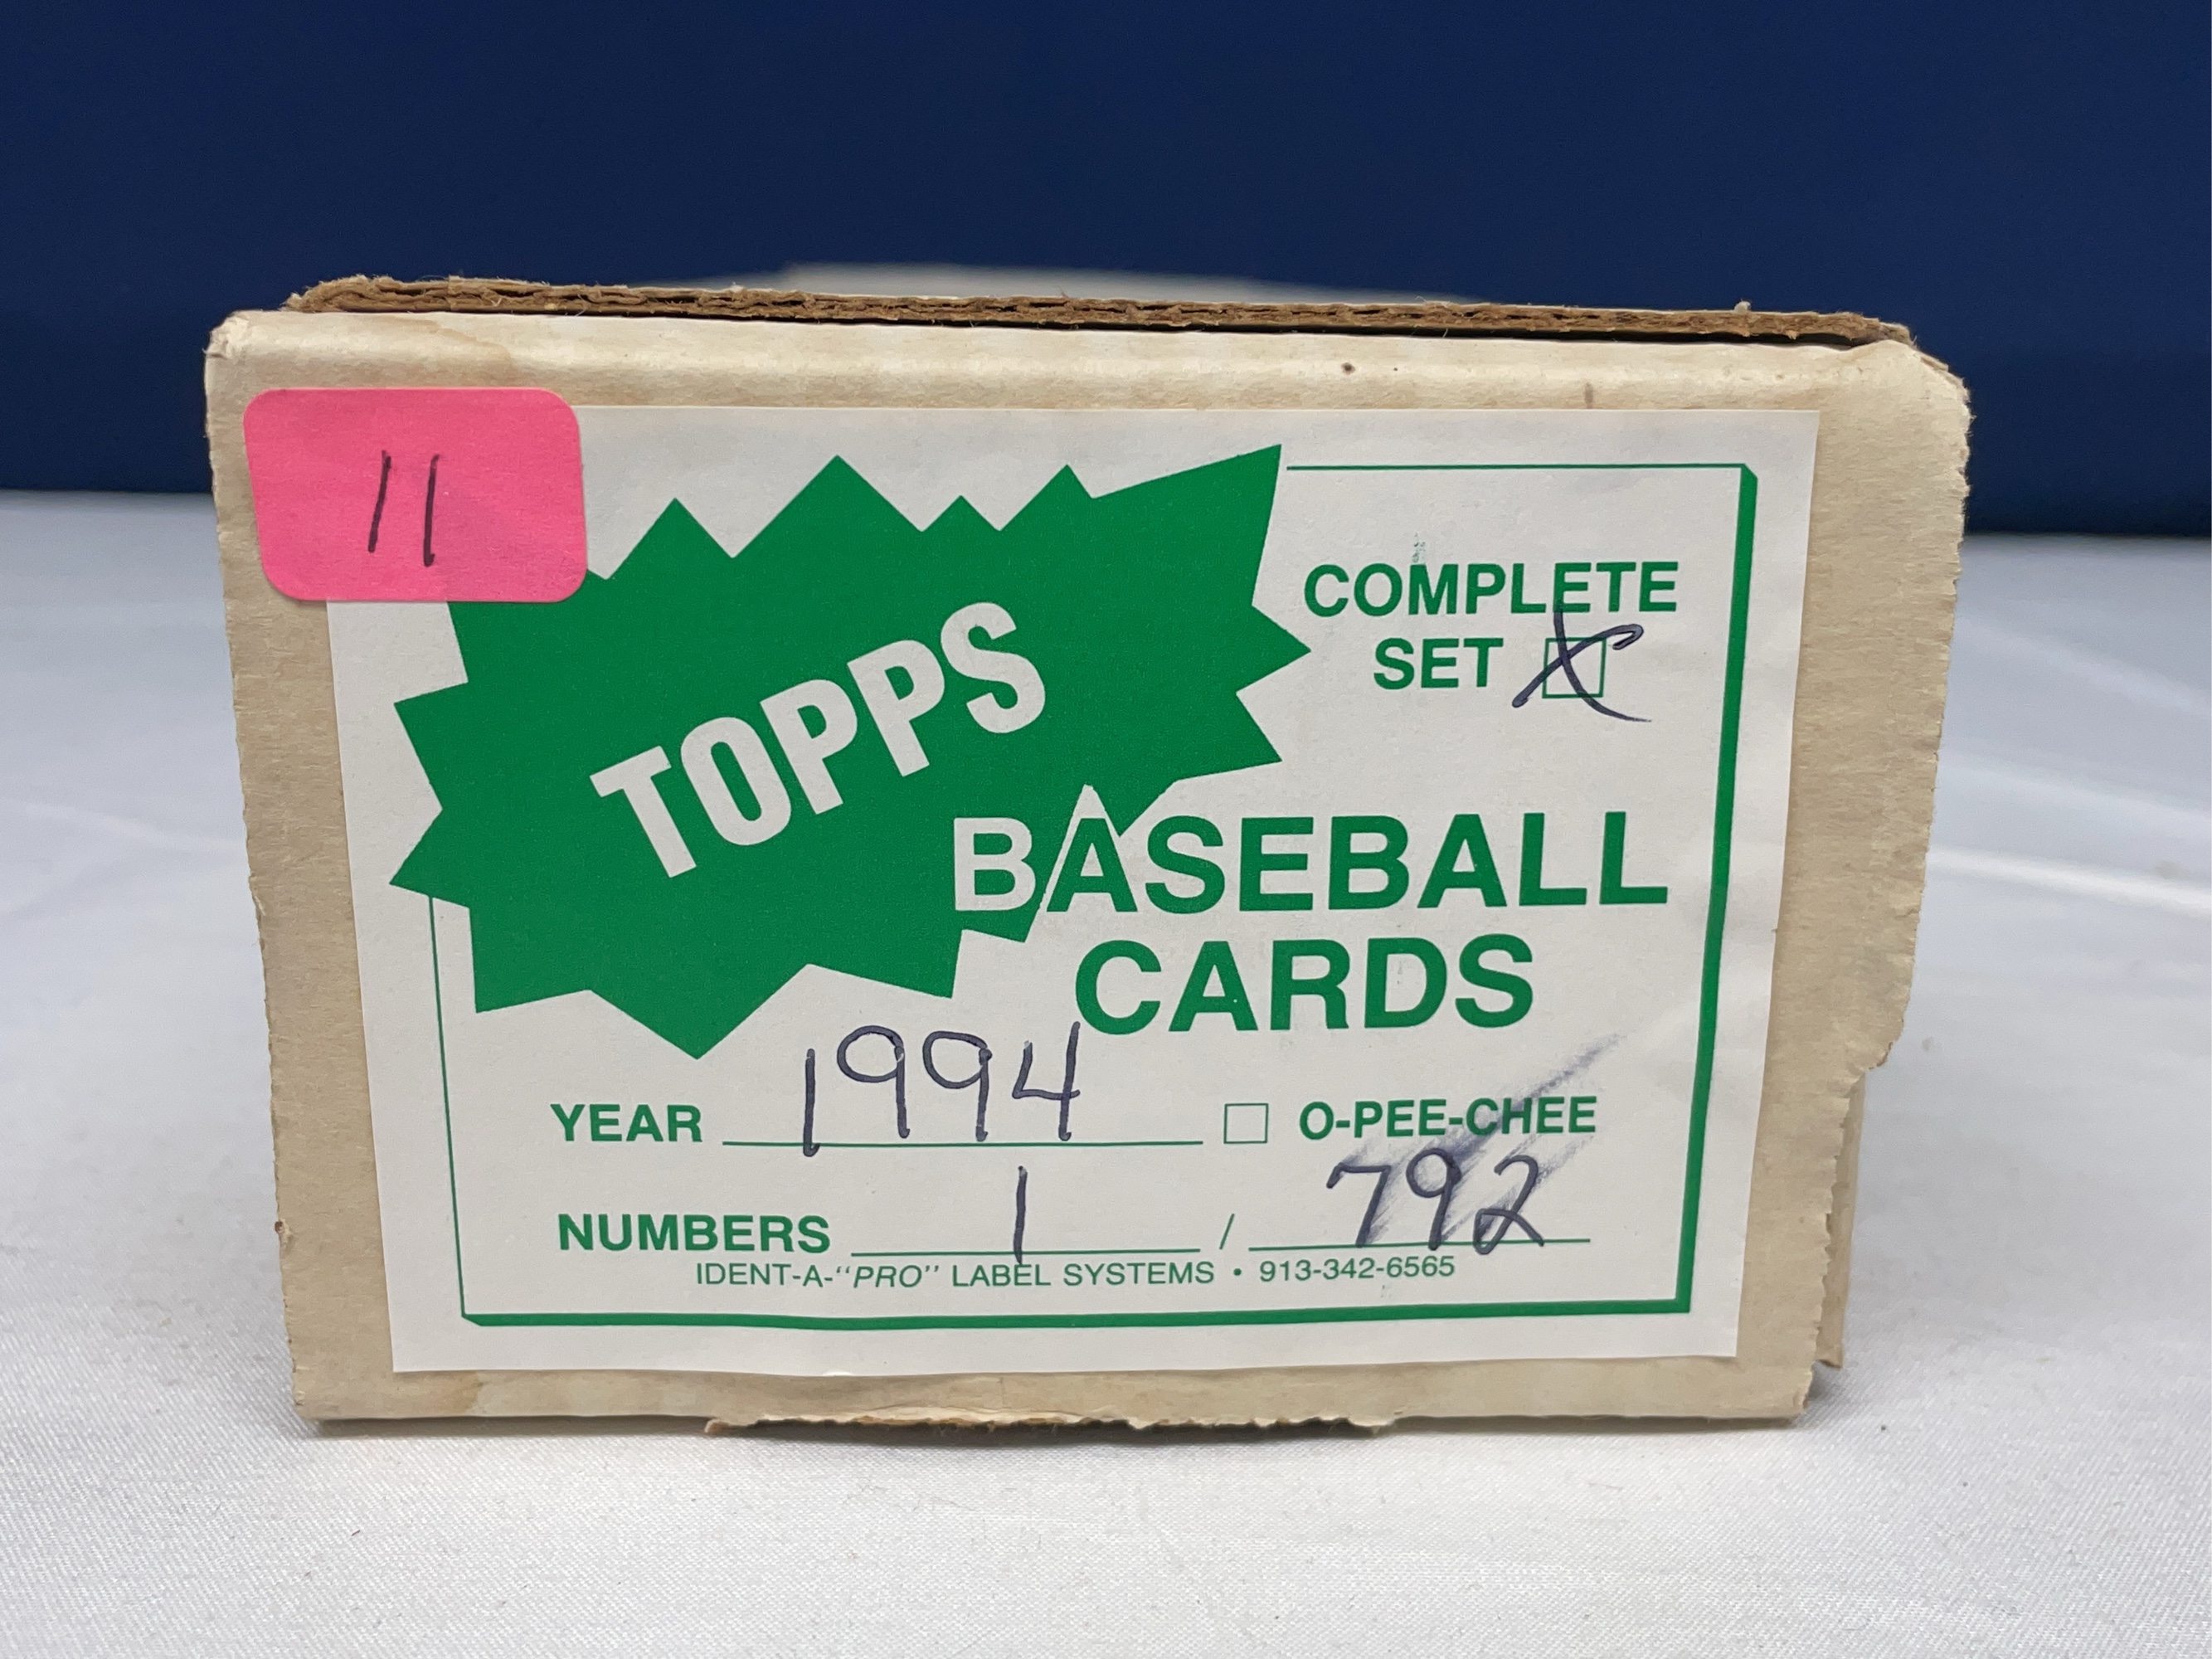 11
TOPPS
COMPLETE
SET X
BASEBALL
CARDS
YEAR 1994 O-PEE-CHEE
NUMBERS 1 / 792
IDENT-A-"PRO" LABEL SYSTEMS • 913-342-6565